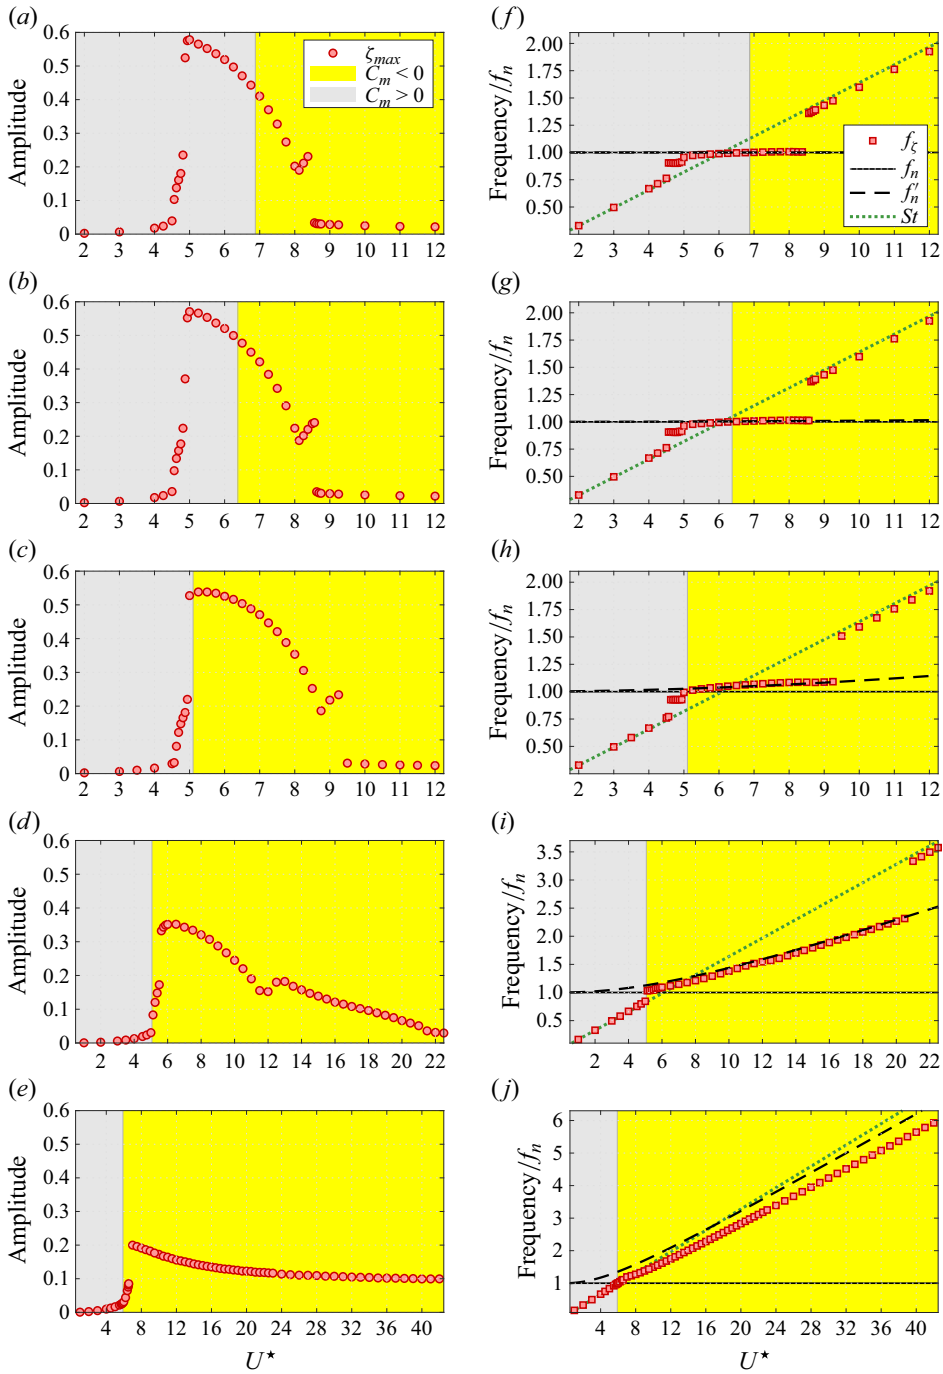 (a)
0.6
0.5
0.4
0.3
0.2
0.1
0
Amplitude
ζmax
Cm < 0
Cm > 0
2 3 4 5 6 7 8 9 10 11 12
(f)
2.00
1.75
1.50
1.25
1.00
0.75
0.50
Frequency/fn
fζ
fn
f′n
St
2 3 4 5 6 7 8 9 10 11 12
(b)
0.6
0.5
0.4
0.3
0.2
0.1
0
Amplitude
2 3 4 5 6 7 8 9 10 11 12
(g)
2.00
1.75
1.50
1.25
1.00
0.75
0.50
Frequency/fn
2 3 4 5 6 7 8 9 10 11 12
(c)
0.6
0.5
0.4
0.3
0.2
0.1
0
Amplitude
2 3 4 5 6 7 8 9 10 11 12
(h)
2.00
1.75
1.50
1.25
1.00
0.75
0.50
Frequency/fn
2 3 4 5 6 7 8 9 10 11 12
(d)
0.6
0.5
0.4
0.3
0.2
0.1
0
Amplitude
2 4 6 8 10 12 14 16 18 20 22
(i)
3.5
3.0
2.5
2.0
1.5
1.0
0.5
Frequency/fn
2 4 6 8 10 12 14 16 18 20 22
(e)
0.6
0.5
0.4
0.3
0.2
0.1
0
Amplitude
4 8 12 16 20 24 28 32 36 40
U★
(j)
6
5
4
3
2
1
Frequency/fn
4 8 12 16 20 24 28 32 36 40
U★